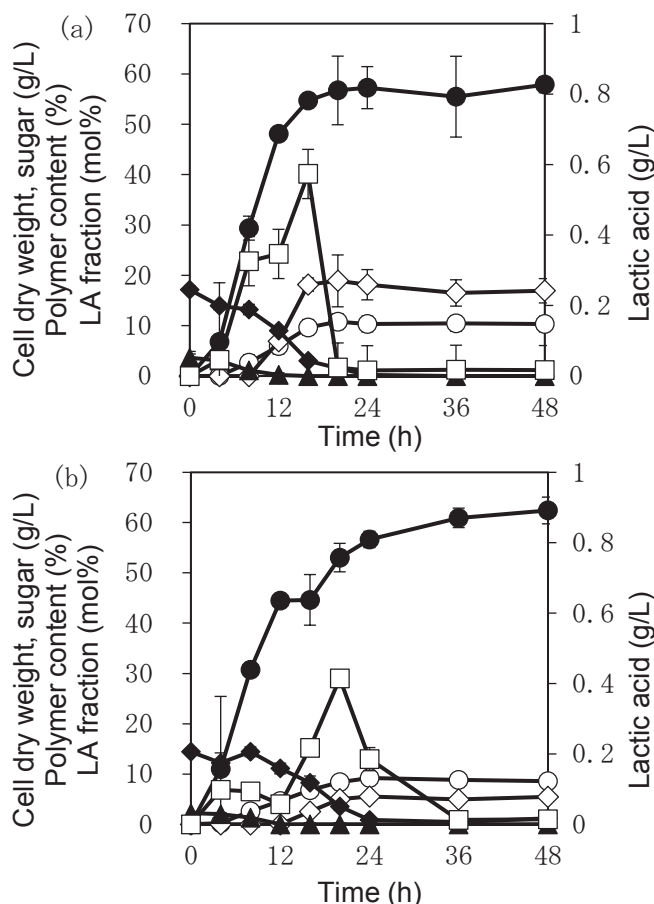 (a)
Cell dry weight, sugar (g/L)
Polymer content (%)
LA fraction (mol%)
70
60
50
40
30
20
10
0
1
0.8
0.6
0.4
0.2
0
Lactic acid (g/L)
0 12 24 36 48
Time (h)
(b)
Cell dry weight, sugar (g/L)
Polymer content (%)
LA fraction (mol%)
70
60
50
40
30
20
10
0
1
0.8
0.6
0.4
0.2
0
Lactic acid (g/L)
0 12 24 36 48
Time (h)